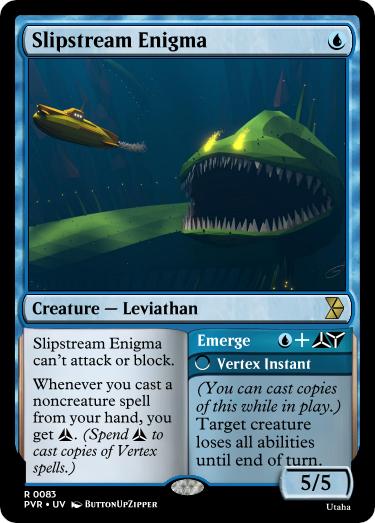 Slipstream Enigma
Creature — Leviathan
Slipstream Enigma
can't attack or block.
Whenever you cast a
noncreature spell
from your hand, you
get. (Spend to
cast copies of Vertex
spells.)
Emerge +
Vertex Instant
(You can cast copies
of this while in play.)
Target creature
loses all abilities
until end of turn.
5/5
R 0083
PVR • UV ButtonUpZipper
Utaha